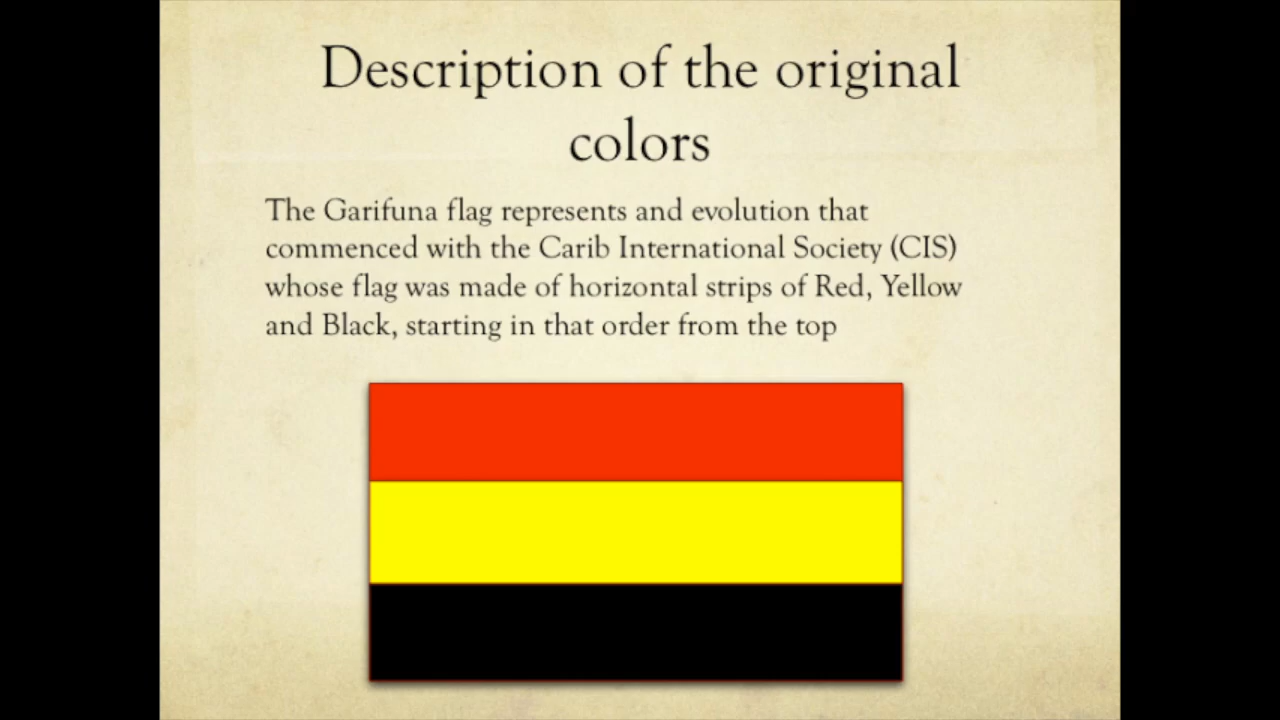 Description of the original
colors
The Garifuna flag represents and evolution that
commenced with the Carib International Society (CIS)
whose flag was made of horizontal strips of Red, Yellow
and Black, starting in that order from the top